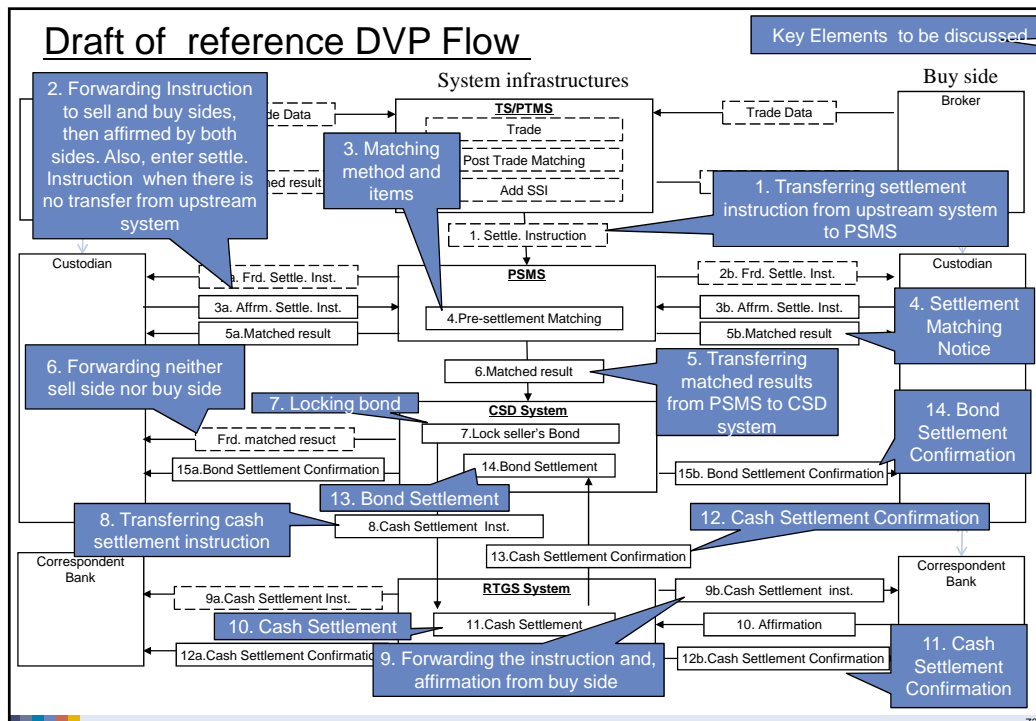 Draft of reference DVP Flow
Key Elements to be discussed
System infrastructures
Buy side
2. Forwarding Instruction
to sell and buy sides,
then affirmed by both
sides. Also, enter settle.
Instruction when there is
no transfer from upstream
system
Data
result
TS/PTMS
Trade
Post Trade Matching
Add SSI
Trade Data
Broker
3. Matching
method and
items
1. Transferring settlement
instruction from upstream system
to PSMS
1. Settle. Instruction
Custodian
PSMS
Custodian
a. Frd. Settle. Inst.
2b. Frd. Settle. Inst.
3a. Affrm. Settle. Inst.
3b. Affrm. Settle. Inst.
4.Pre-settlement Matching
5a.Matched result
5b.Matched result
4. Settlement
Matching
Notice
6. Forwarding neither
sell side nor buy side
6.Matched result
5. Transferring
matched results
from PSMS to CSD
system
7. Locking bond
CSD System
7.Lock seller's Bond
Frd. matched resuct
14. Bond
Settlement
Confirmation
15a.Bond Settlement Confirmation
14.Bond Settlement
15b. Bond Settlement Confirmation
13. Bond Settlement
8. Transferring cash
settlement instruction
8.Cash Settlement Inst.
12. Cash Settlement Confirmation
13.Cash Settlement Confirmation
Correspondent
Bank
Correspondent
Bank
RTGS System
9a.Cash Settlement Inst.
9b.Cash Settlement inst.
10. Cash Settlement
11.Cash Settlement
10. Affirmation
12a.Cash Settlement Confirmatio
9. Forwarding the instruction and,
affirmation from buy side
12b.Cash Settlement Confirmation
11. Cash
Settlement
Confirmation